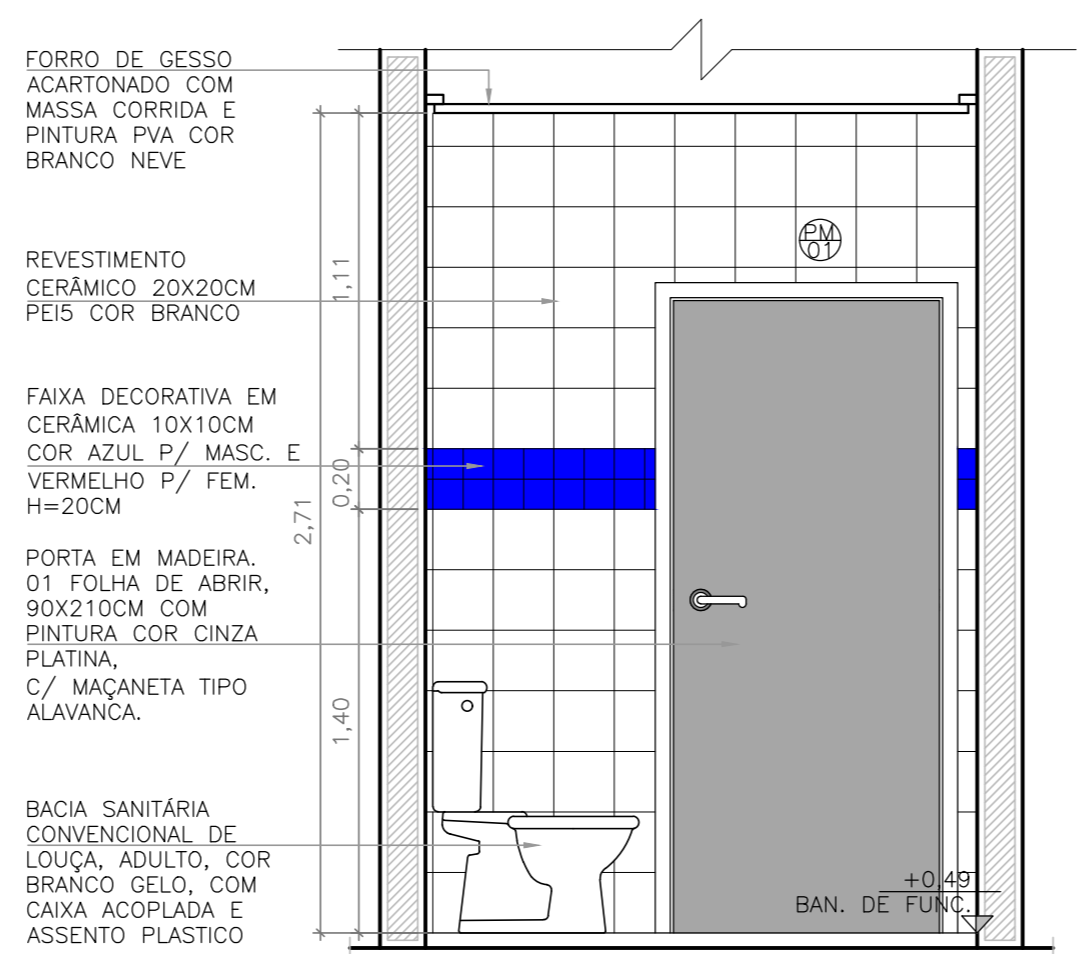 FORRO DE GESSO
ACARTONADO COM
MASSA CORRIDA E
PINTURA PVA COR
BRANCO NEVE
REVESTIMENTO
CERÂMICO 20X20CM
PEI5 COR BRANCO
FAIXA DECORATIVA EM
CERÂMICA 10X10CM
COR AZUL P/ MASC. E
VERMELHO P/ FEM.
H=20CM
PORTA EM MADEIRA.
01 FOLHA DE ABRIR,
90X210CM COM
PINTURA COR CINZA
PLATINA,
C/ MAÇANETA TIPO
ALAVANCA.
BACIA SANITÁRIA
CONVENCIONAL DE
LOUÇA, ADULTO, COR
BRANCO GELO, COM
CAIXA ACOPLADA E
ASSENTO PLASTICO
2,71
1,11
0,20
1,40
PM
01
+0,49
BAN. DE FUNC.